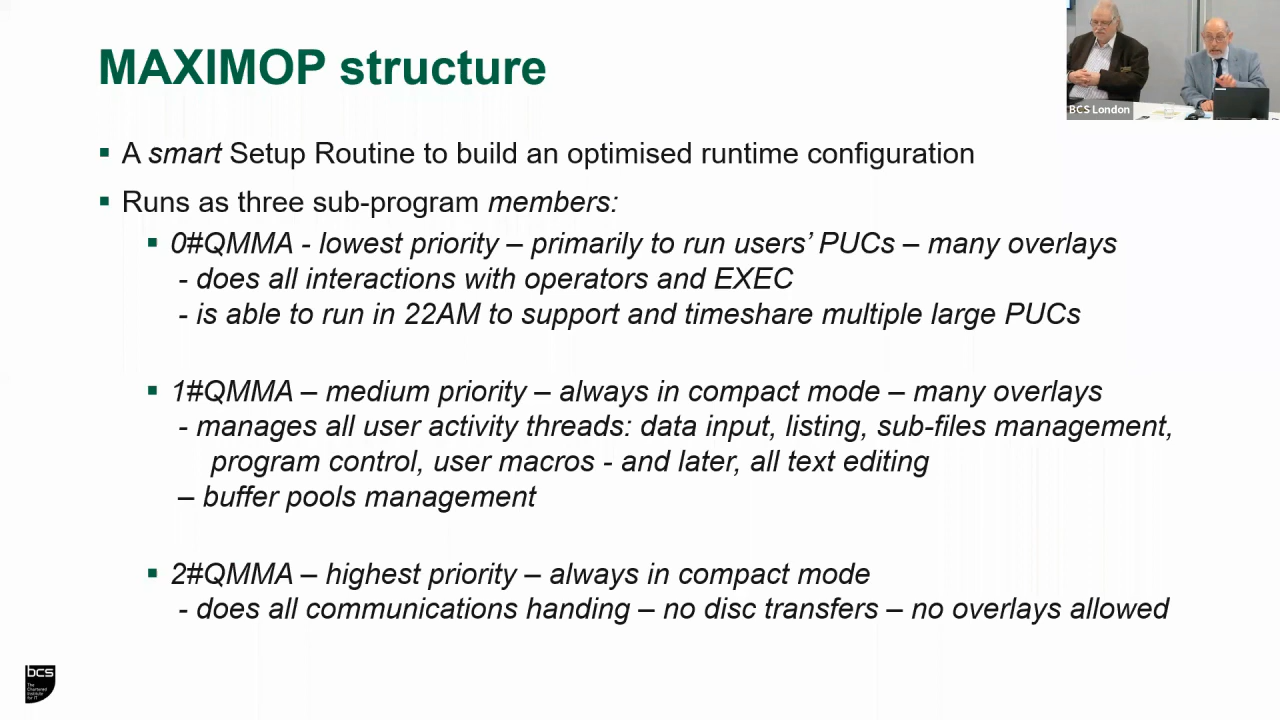 MAXIMOP structure
BCS London
▪ A smart Setup Routine to build an optimised runtime configuration
▪ Runs as three sub-program members:
▪ 0#QMMA - lowest priority – primarily to run users’ PUCs – many overlays
- does all interactions with operators and EXEC
- is able to run in 22AM to support and timeshare multiple large PUCs
▪ 1#QMMA – medium priority – always in compact mode – many overlays
- manages all user activity threads: data input, listing, sub-files management,
program control, user macros - and later, all text editing
– buffer pools management
▪ 2#QMMA – highest priority – always in compact mode
- does all communications handing – no disc transfers – no overlays allowed
bcs
The
Chartered
Institute
for IT